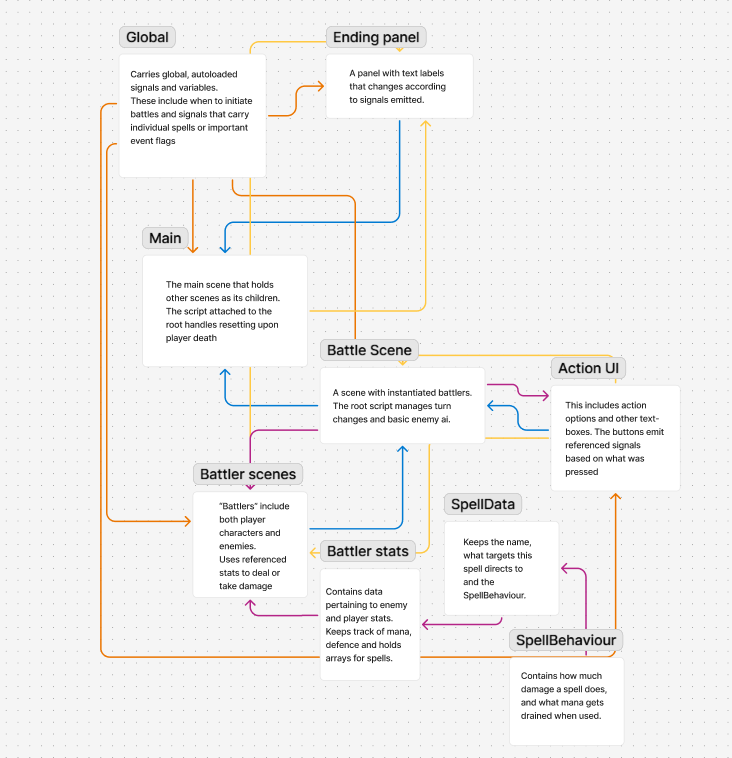 Global
Carries global, autoloaded
signals and variables.
These include when to initiate
battles and signals that carry
individual spells or important
event flags
Ending panel
A panel with text labels
that changes according
to signals emitted.
Main
The main scene that holds
other scenes as its children.
The script attached to the
root handles resetting upon
player death
Battle Scene
A scene with instantiated battlers.
The root script manages turn
changes and basic enemy ai.
Action UI
This includes action
options and other text-
boxes. The buttons emit
referenced signals
based on what was
pressed
Battler scenes
"Battlers" include
both player
characters and
enemies.
Uses referenced
stats to deal or
take damage
SpellData
Keeps the name,
what targets this
spell directs to
and the
SpellBehaviour.
Battler stats
Contains data
pertaining to enemy
and player stats.
Keeps track of mana,
defence and holds
arrays for spells.
SpellBehaviour
Contains how much
damage a spell does,
and what mana gets
drained when used.